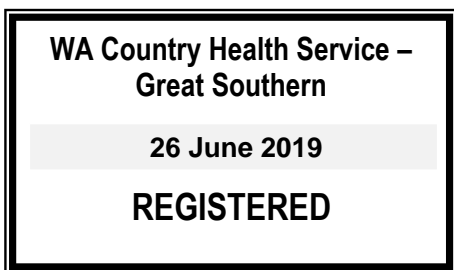 WA Country Health Service –
Great Southern
26 June 2019
REGISTERED